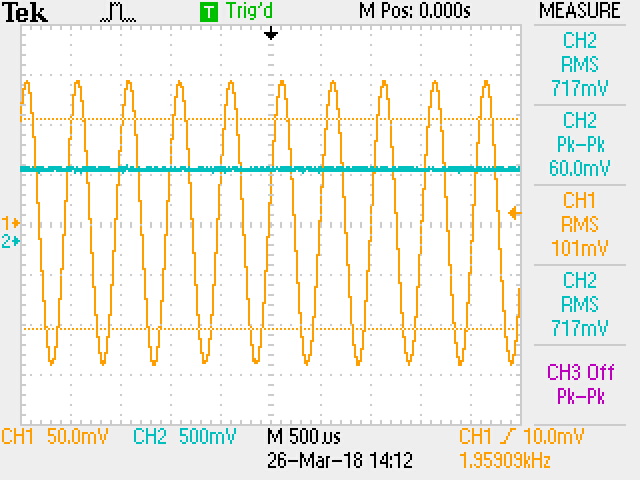 Tek T Trig'd M Pos: 0.000s MEASURE
CH2
RMS
717mV
CH2
Pk-Pk
60.0mV
CH1
RMS
101mV
CH2
RMS
717mV
CH3 Off
Pk-Pk
1
2
CH1 50.0mV CH2 500mV M 500µs CH1 10.0mV
26-Mar-18 14:12 1.95909kHz